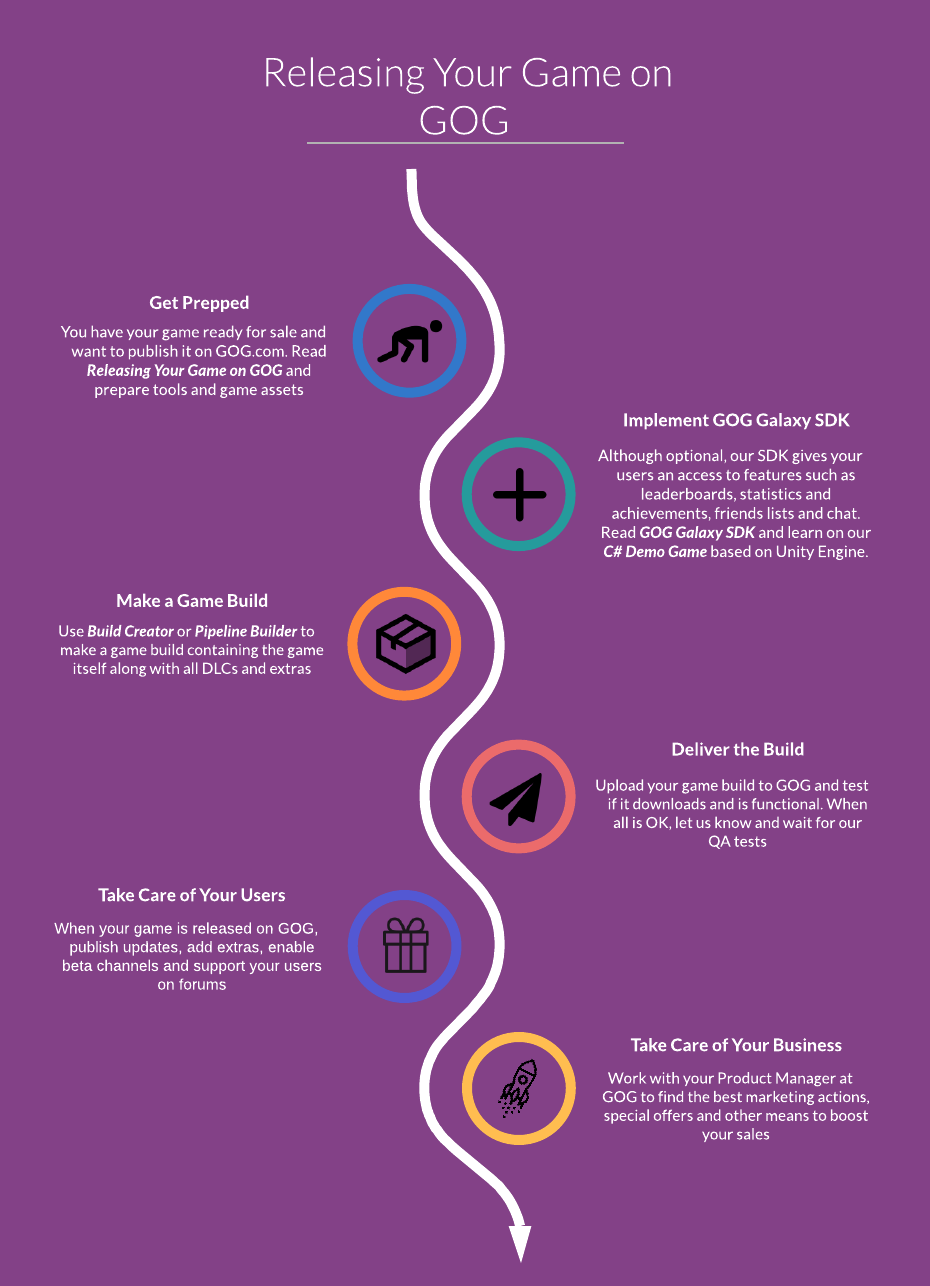 Releasing Your Game on
GOG
Get Prepped
You have your game ready for sale and
want to publish it on GOG.com. Read
Releasing Your Game on GOG and
prepare tools and game assets
Implement GOG Galaxy SDK
Although optional, our SDK gives your
users an access to features such as
leaderboards, statistics and
achievements, friends lists and chat.
Read GOG Galaxy SDK and learn on our
C# Demo Game based on Unity Engine.
Make a Game Build
Use Build Creator or Pipeline Builder to
make a game build containing the game
itself along with all DLCs and extras
Deliver the Build
Upload your game build to GOG and test
if it downloads and is functional. When
all is OK, let us know and wait for our
QA tests
Take Care of Your Users
When your game is released on GOG,
publish updates, add extras, enable
beta channels and support your users
on forums
Take Care of Your Business
Work with your Product Manager at
GOG to find the best marketing actions,
special offers and other means to boost
your sales